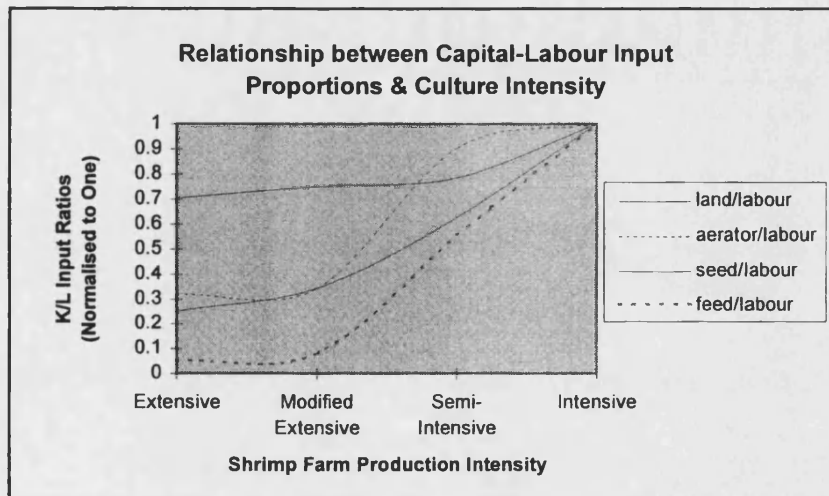 Relationship between Capital-Labour Input
Proportions & Culture Intensity
K/L Input Ratios
(Normalised to One)
1
0.9
0.8
0.7
0.6
0.5
0.4
0.3
0.2
0.1
0
Extensive
Modified
Extensive
Semi-
Intensive
Intensive
Shrimp Farm Production Intensity
land/labour
aerator/labour
seed/labour
feed/labour